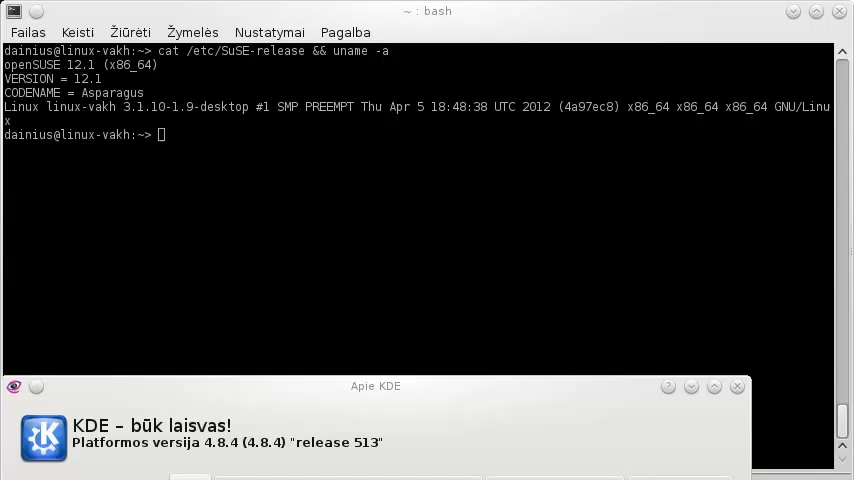 ~ : bash
Failas Keisti Žiūrėti Žymelės Nustatymai Pagalba
dainius@linux-vakh:~> cat /etc/SuSE-release && uname -a
openSUSE 12.1 (x86_64)
VERSION = 12.1
CODENAME = Asparagus
Linux linux-vakh 3.1.10-1.9-desktop #1 SMP PREEMPT Thu Apr 5 18:48:38 UTC 2012 (4a97ec8) x86_64 x86_64 x86_64 GNU/Linu
x
dainius@linux-vakh:~>
Apie KDE
KDE – būk laisvas!
Platformos versija 4.8.4 (4.8.4) "release 513"